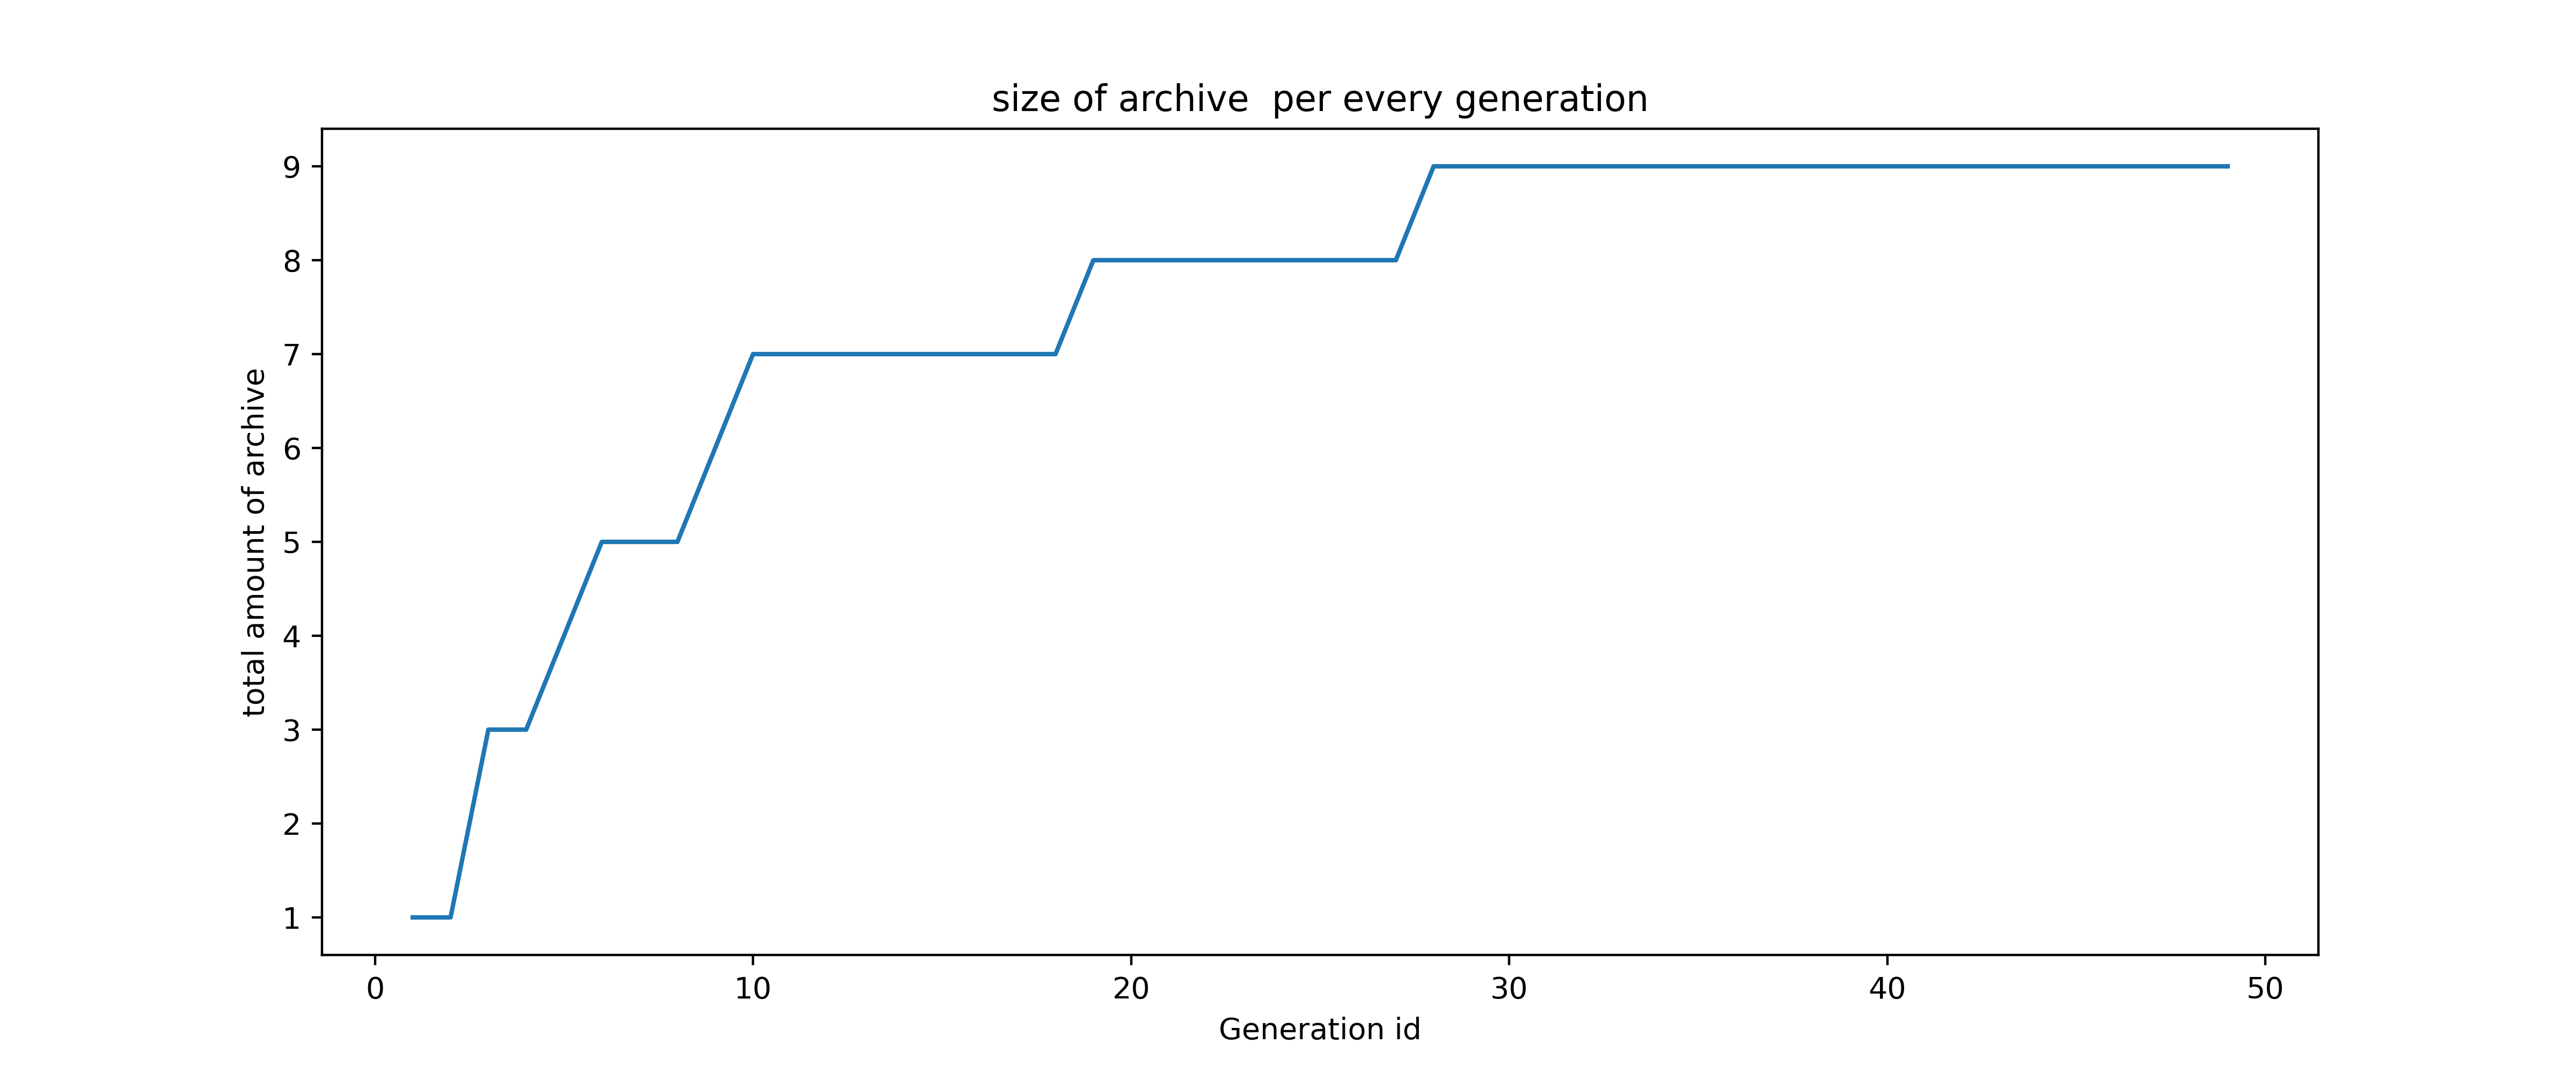 size of archive  per every generation
total amount of archive
9
8
7
6
5
4
3
2
1
0 10 20 30 40 50
Generation id